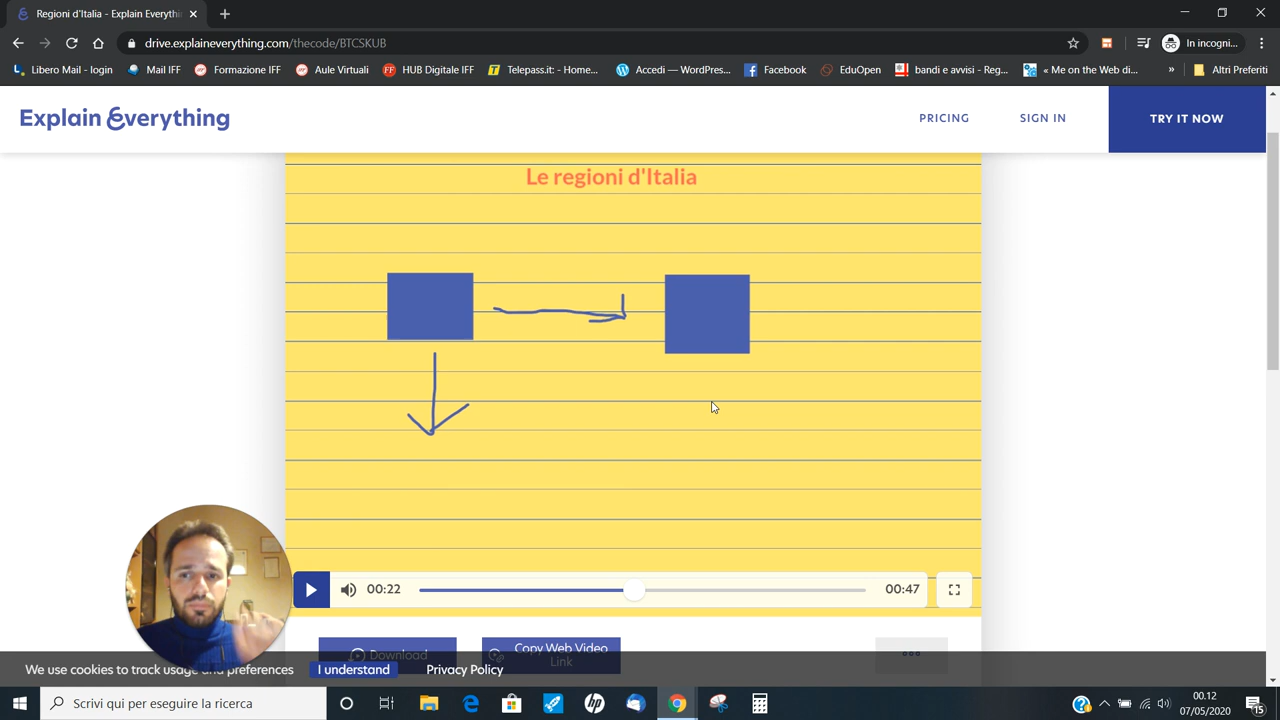 Regioni d'Italia - Explain Everythi
drive.explaineverything.com/thecode/BTCSKUB
In incogni...
Libero Mail - login
Mail IFF
Formazione IFF
Aule Virtuali
HUB Digitale IFF
Telepass.it: - Home...
Accedi — WordPres...
Facebook
EduOpen
bandi e avvisi - Reg...
« Me on the Web di...
»
Altri Preferiti
Explain Everything
PRICING
SIGN IN
TRY IT NOW
Le regioni d'Italia
00:22
00:47
Download
Copy Web Video
Link
We use cookies to track usage and preferences
I understand
Privacy Policy
Scrivi qui per eseguire la ricerca
00.12
07/05/2020
15